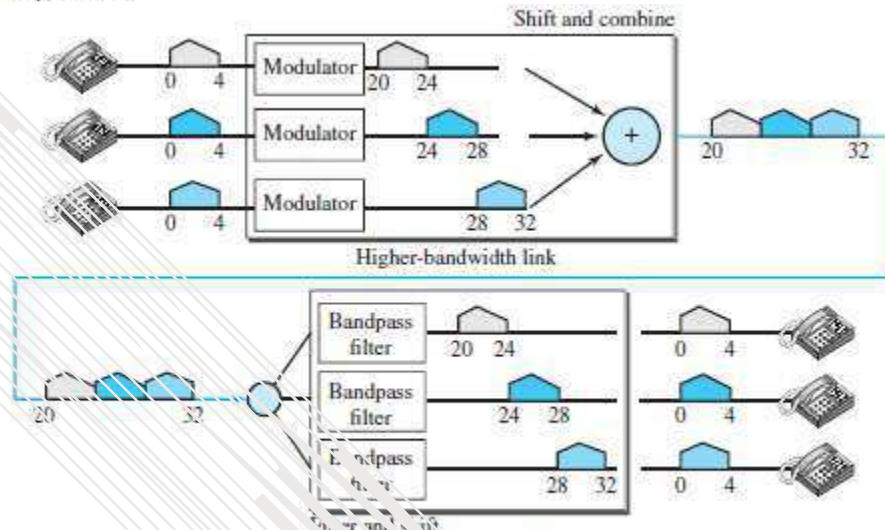 Shift and combine
0 4 Modulator 20 24
0 4 Modulator 24 28 + 20 32
0 4 Modulator 28 32
Higher-bandwidth link
Bandpass
filter
20 24 0 4
Bandpass
filter
20 32 24 28 0 4
28 32 0 4